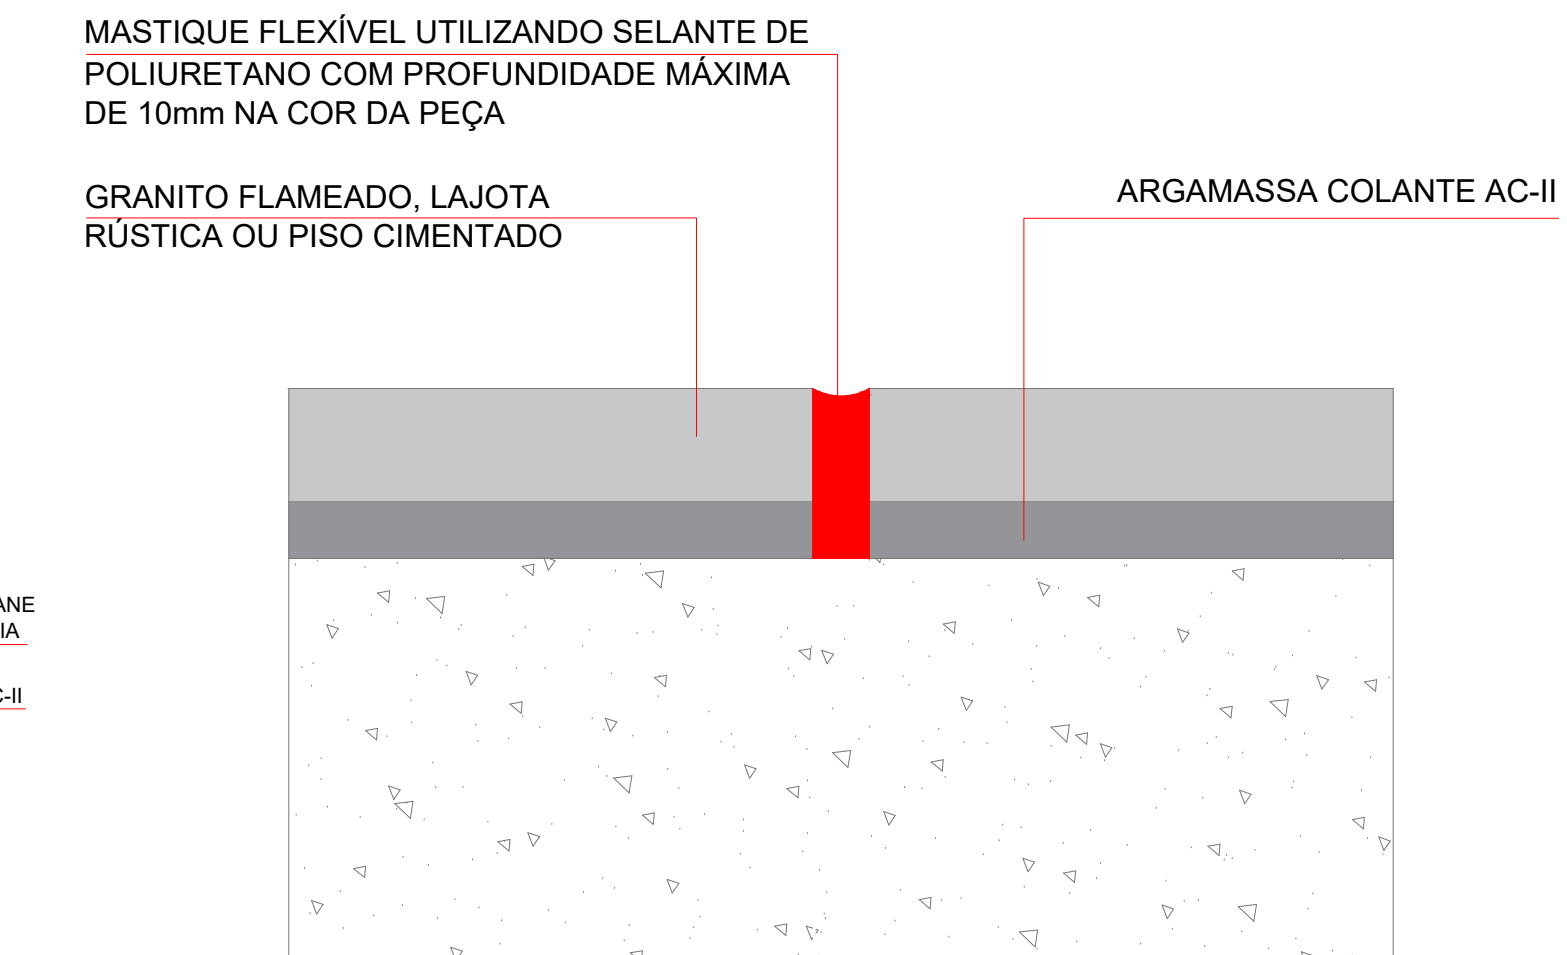 MASTIQUE FLEXÍVEL UTILIZANDO SELANTE DE
POLIURETANO COM PROFUNDIDADE MÁXIMA
DE 10mm NA COR DA PEÇA
GRANITO FLAMEADO, LAJOTA
RÚSTICA OU PISO CIMENTADO
ARGAMASSA COLANTE AC-II